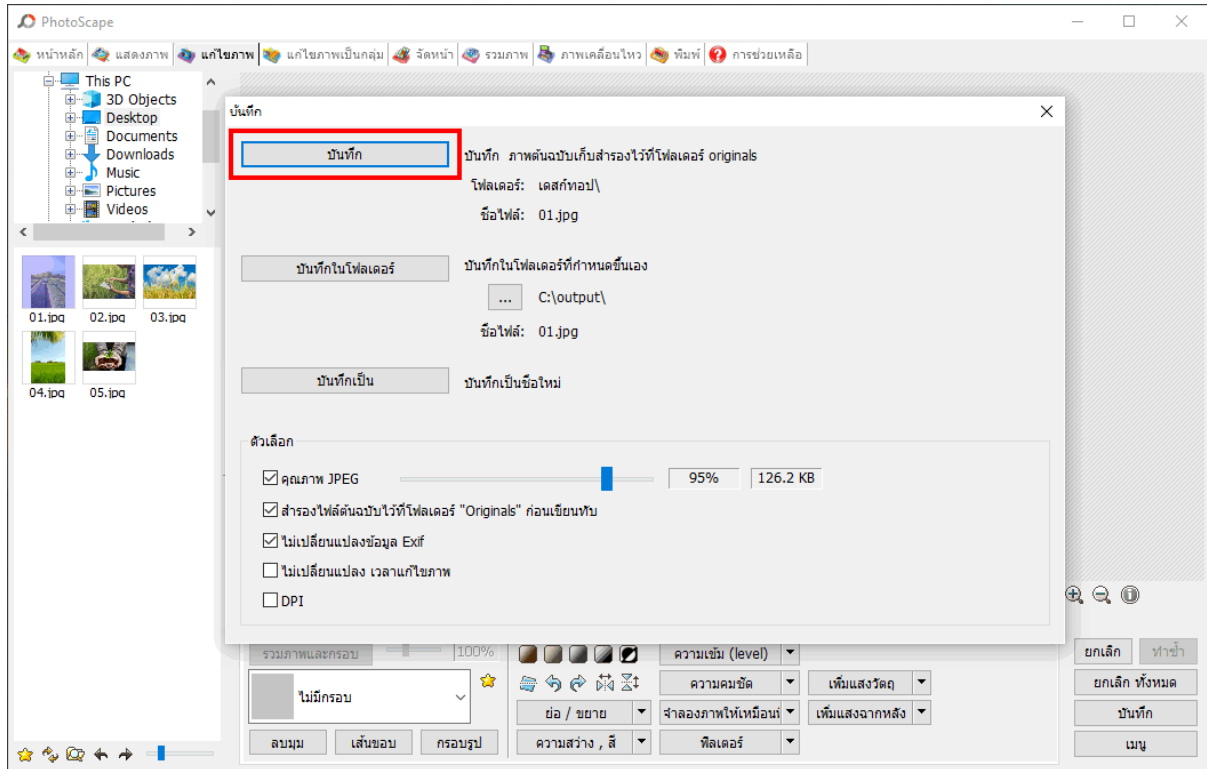 PhotoScape
หน้าหลัก แสดงภาพ แก้ไขภาพ แก้ไขภาพเป็นกลุ่ม จัดหน้า รวมภาพ ภาพเคลื่อนไหว พิมพ์ การช่วยเหลือ
This PC
3D Objects
Desktop
Documents
Downloads
Music
Pictures
Videos
01.jpg 02.jpg 03.jpg
04.jpg 05.jpg
บันทึก
บันทึก บันทึก ภาพต้นฉบับเก็บสำรองไว้ที่โฟลเดอร์ originals
โฟลเดอร์: เดสก์ทอป\
ชื่อไฟล์: 01.jpg
บันทึกในโฟลเดอร์ บันทึกในโฟลเดอร์ที่กำหนดขึ้นเอง
... C:\output\
ชื่อไฟล์: 01.jpg
บันทึกเป็น บันทึกเป็นชื่อใหม่
ตัวเลือก
คุณภาพ JPEG 95% 126.2 KB
สำรองไฟล์ต้นฉบับไว้ที่โฟลเดอร์ "Originals" ก่อนเขียนทับ
ไม่เปลี่ยนแปลงข้อมูล Exif
ไม่เปลี่ยนแปลง เวลาแก้ไขภาพ
DPI
รวมภาพและกรอบ 100% ความเข้ม (level) ยกเลิก ทำซ้ำ
ไม่มีกรอบ ความคมชัด เพิ่มแสงวัตถุ ยกเลิก ทั้งหมด
ย่อ / ขยาย จำลองภาพให้เหมือน เพิ่มแสงฉากหลัง บันทึก
ลบมุม เส้นขอบ กรอบรูป ความสว่าง , สี ฟิลเตอร์ เมนู